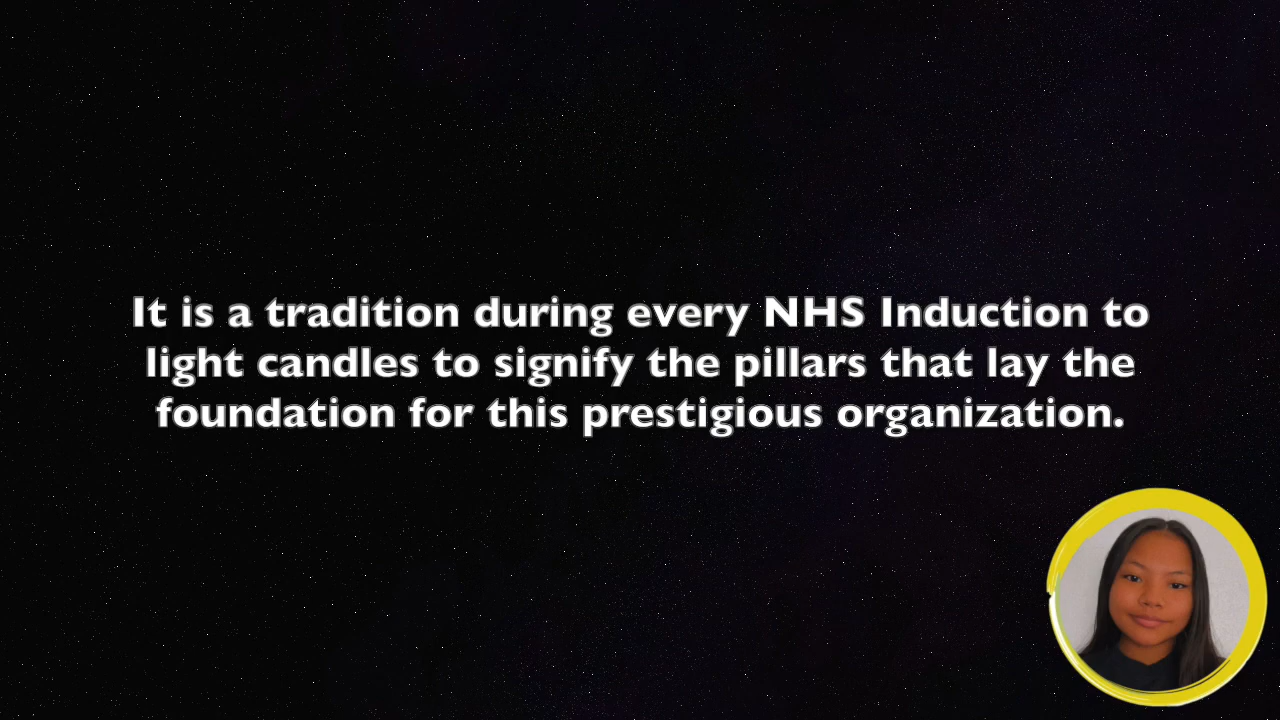 It is a tradition during every NHS Induction to
light candles to signify the pillars that lay the
foundation for this prestigious organization.